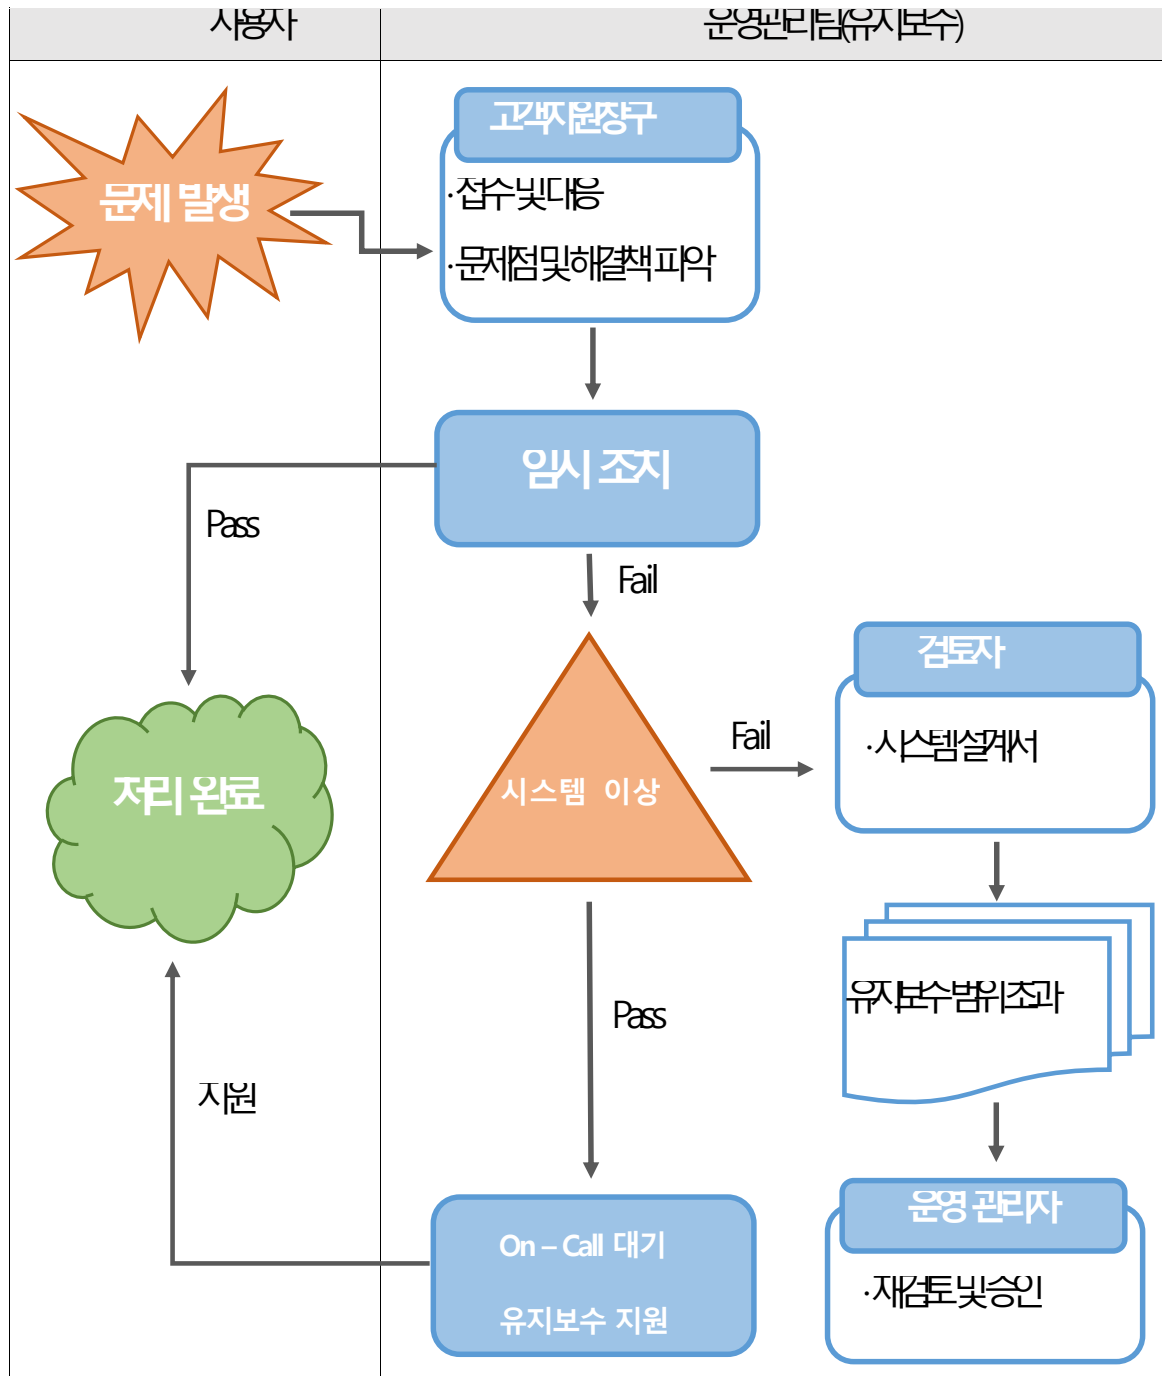 사용자
운영관리팀(유지보수)
고객지원창구
문제 발생
·접수 및 대응
·문제점 및 해결책 파악
임시 조치
Pass
Fail
검토자
Fail
·시스템 설계서
시스템 이상
처리 완료
유지보수 범위 초과
Pass
지원
운영 관리자
On – Call 대기
·재검토 및 승인
유지보수 지원